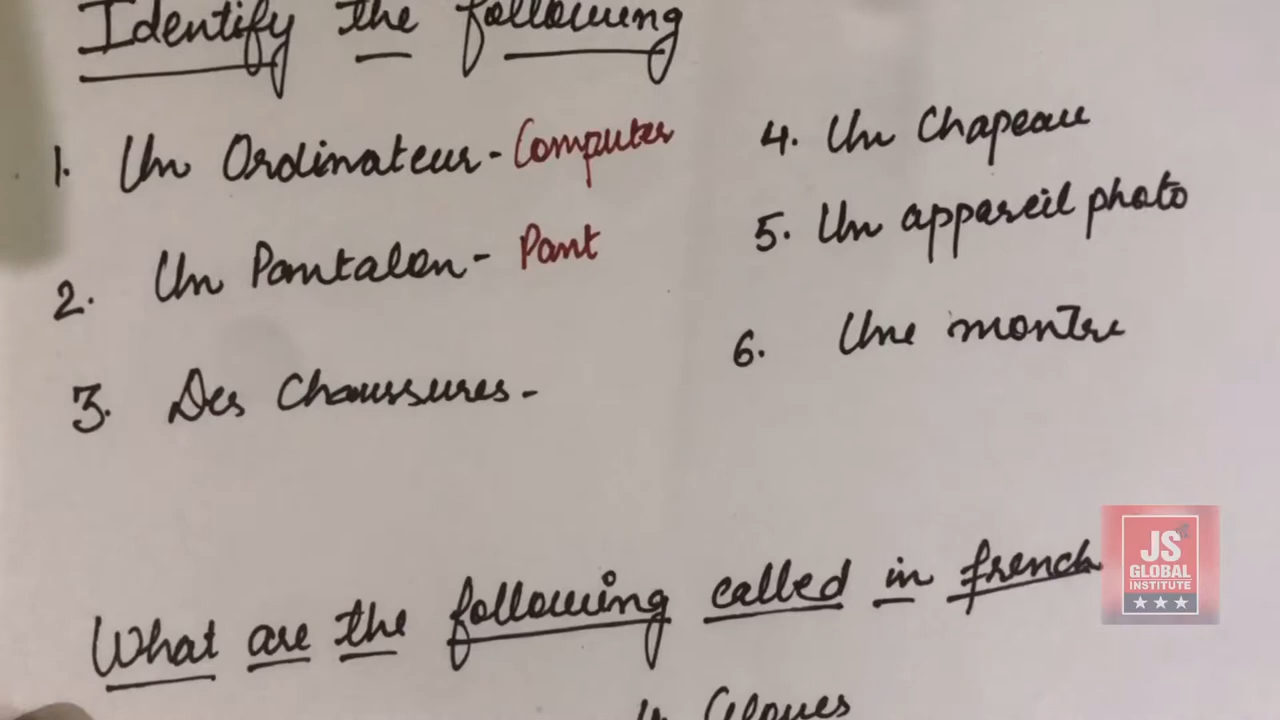 Identify the following
1. Un Ordinateur - Computer
2. Un Pantalon - Pant
3. Des Chaussures -
4. Un Chapeau
5. Un appareil photo
6. Une montre
What are the following called in french
4. Gloves
JS
GLOBAL
INSTITUTE